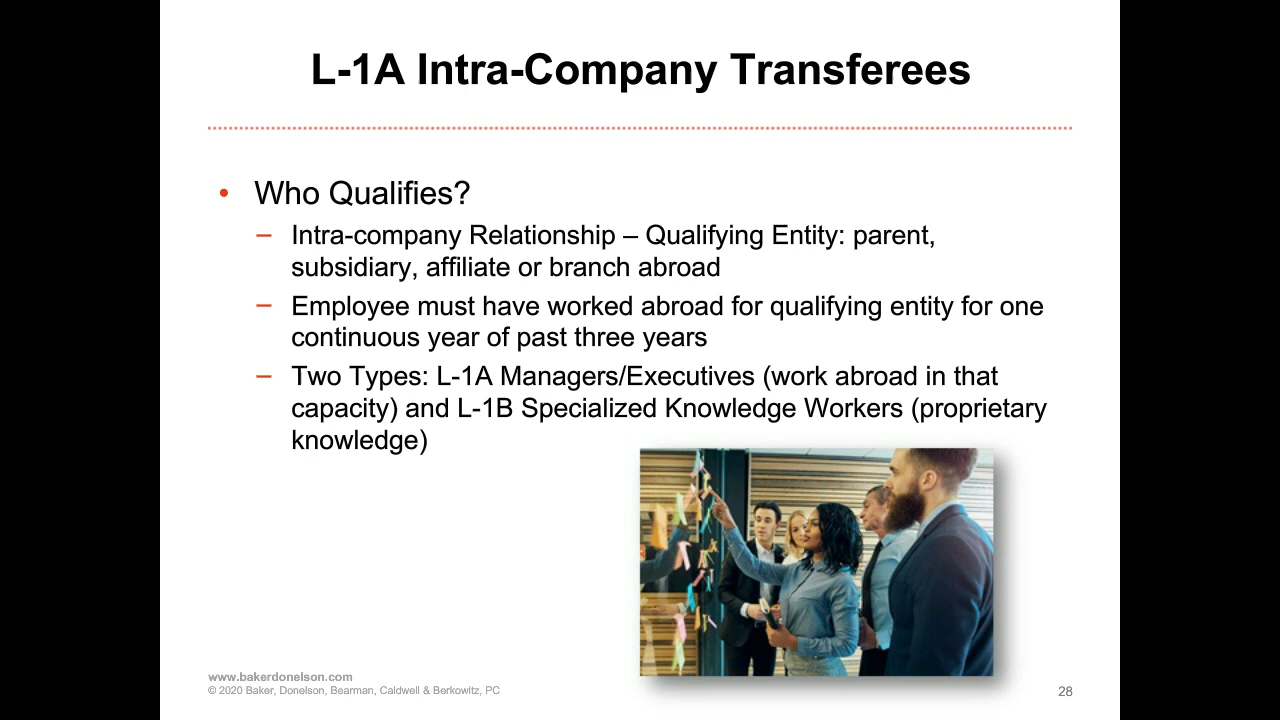 L-1A Intra-Company Transferees
• Who Qualifies?
– Intra-company Relationship – Qualifying Entity: parent,
subsidiary, affiliate or branch abroad
– Employee must have worked abroad for qualifying entity for one
continuous year of past three years
– Two Types: L-1A Managers/Executives (work abroad in that
capacity) and L-1B Specialized Knowledge Workers (proprietary
knowledge)
www.bakerdonelson.com
© 2020 Baker, Donelson, Bearman, Caldwell & Berkowitz, PC
28